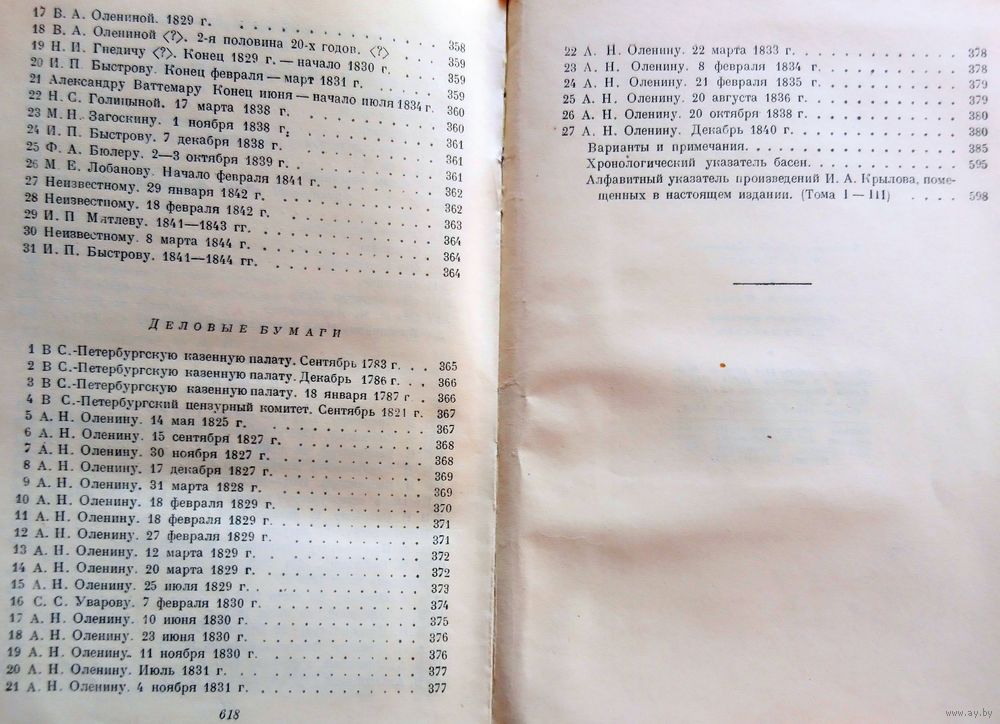 17 В. А. Олениной. 1829 г. . . . . . . . . . . 358
18 В. А. Олениной <?>. 2-я половина 20-х годов. <?> 359
19 Н. И. Гнедичу <?>. Конец 1829 г. — начало 1830 г. 359
20 И. П Быстрову. Конец февраля — март 1831 г. . . . 359
21 Александру Ваттемару Конец июня — начало июля 1834 г. 360
22 Н. С. Голицыной. 17 марта 1838 г. . . . . . . 360
23 М. Н. Загоскину. 1 ноября 1838 г. . . . . . . 361
24 И. П. Быстрову. 7 декабря 1838 г. . . . . . . 361
25 Ф. А. Бюлеру. 2—3 октября 1839 г. . . . . . . 361
26 М. Е. Лобанову. Начало февраля 1841 г. . . . . 362
27 Неизвестному. 29 января 1842 г. . . . . . . . 362
28 Неизвестному. 18 февраля 1842 г. . . . . . . . 363
29 И. П Мятлеву. 1841—1843 гг. . . . . . . . . . 364
30 Неизвестному. 8 марта 1844 г. . . . . . . . . 364
31 И. П. Быстрову. 1841—1844 гг. . . . . . . . . 364
Деловые бумаги
1 В С.-Петербургскую казенную палату. Сентябрь 1783 г. . . . 365
2 В С.-Петербургскую казенную палату. Декабрь 1786 г. . . . 366
3 В С.-Петербургскую казенную палату. 18 января 1787 г . . 366
4 В С.-Петербургский цензурный комитет. Сентябрь 1821 г. 367
5 А. Н. Оленину. 14 мая 1825 г. . . . . . . . . . 367
6 А. Н. Оленину. 15 сентября 1827 г. . . . . . . . 368
7 А. Н. Оленину. 30 ноября 1827 г. . . . . . . . . 368
8 А. Н. Оленину. 17 декабря 1827 г. . . . . . . . 369
9 А. Н. Оленину. 31 марта 1828 г. . . . . . . . . 369
10 А. Н. Оленину. 18 февраля 1829 г. . . . . . . . 370
11 А. Н. Оленину. 18 февраля 1829 г. . . . . . . . 371
12 А. Н. Оленину. 27 февраля 1829 г. . . . . . . . 371
13 А. Н. Оленину. 12 марта 1829 г. . . . . . . . . 372
14 А. Н. Оленину. 20 марта 1829 г. . . . . . . . . 372
15 А. Н. Оленину. 25 июля 1829 г. . . . . . . . . 373
16 С. С. Уварову. 7 февраля 1830 г. . . . . . . . 374
17 А. Н. Оленину. 10 июня 1830 г. . . . . . . . . 375
18 А. Н. Оленину. 23 июня 1830 г. . . . . . . . . 376
19 А. Н. Оленину. 11 ноября 1830 г. . . . . . . . 376
20 А. Н. Оленину. Июль 1831 г. . . . . . . . . . 377
21 А. Н. Оленину. 4 ноября 1831 г. . . . . . . . . 377
618
22 А. Н. Оленину. 22 марта 1833 г. . . . . . . . . 378
23 А. Н. Оленину. 8 февраля 1834 г. . . . . . . . 378
24 А. Н. Оленину. 21 февраля 1835 г. . . . . . . . 379
25 А. Н. Оленину. 20 августа 1836 г. . . . . . . . 379
26 А. Н. Оленину. 20 октября 1838 г. . . . . . . . 380
27 А. Н. Оленину. Декабрь 1840 г. . . . . . . . . 380
Варианты и примечания. . . . . . . . . . . . 385
Хронологический указатель басен. . . . . . . . . 595
Алфавитный указатель произведений И. А. Крылова, поме-
щенных в настоящем издании. (Тома I — III) . . . . 598
www.ay.by